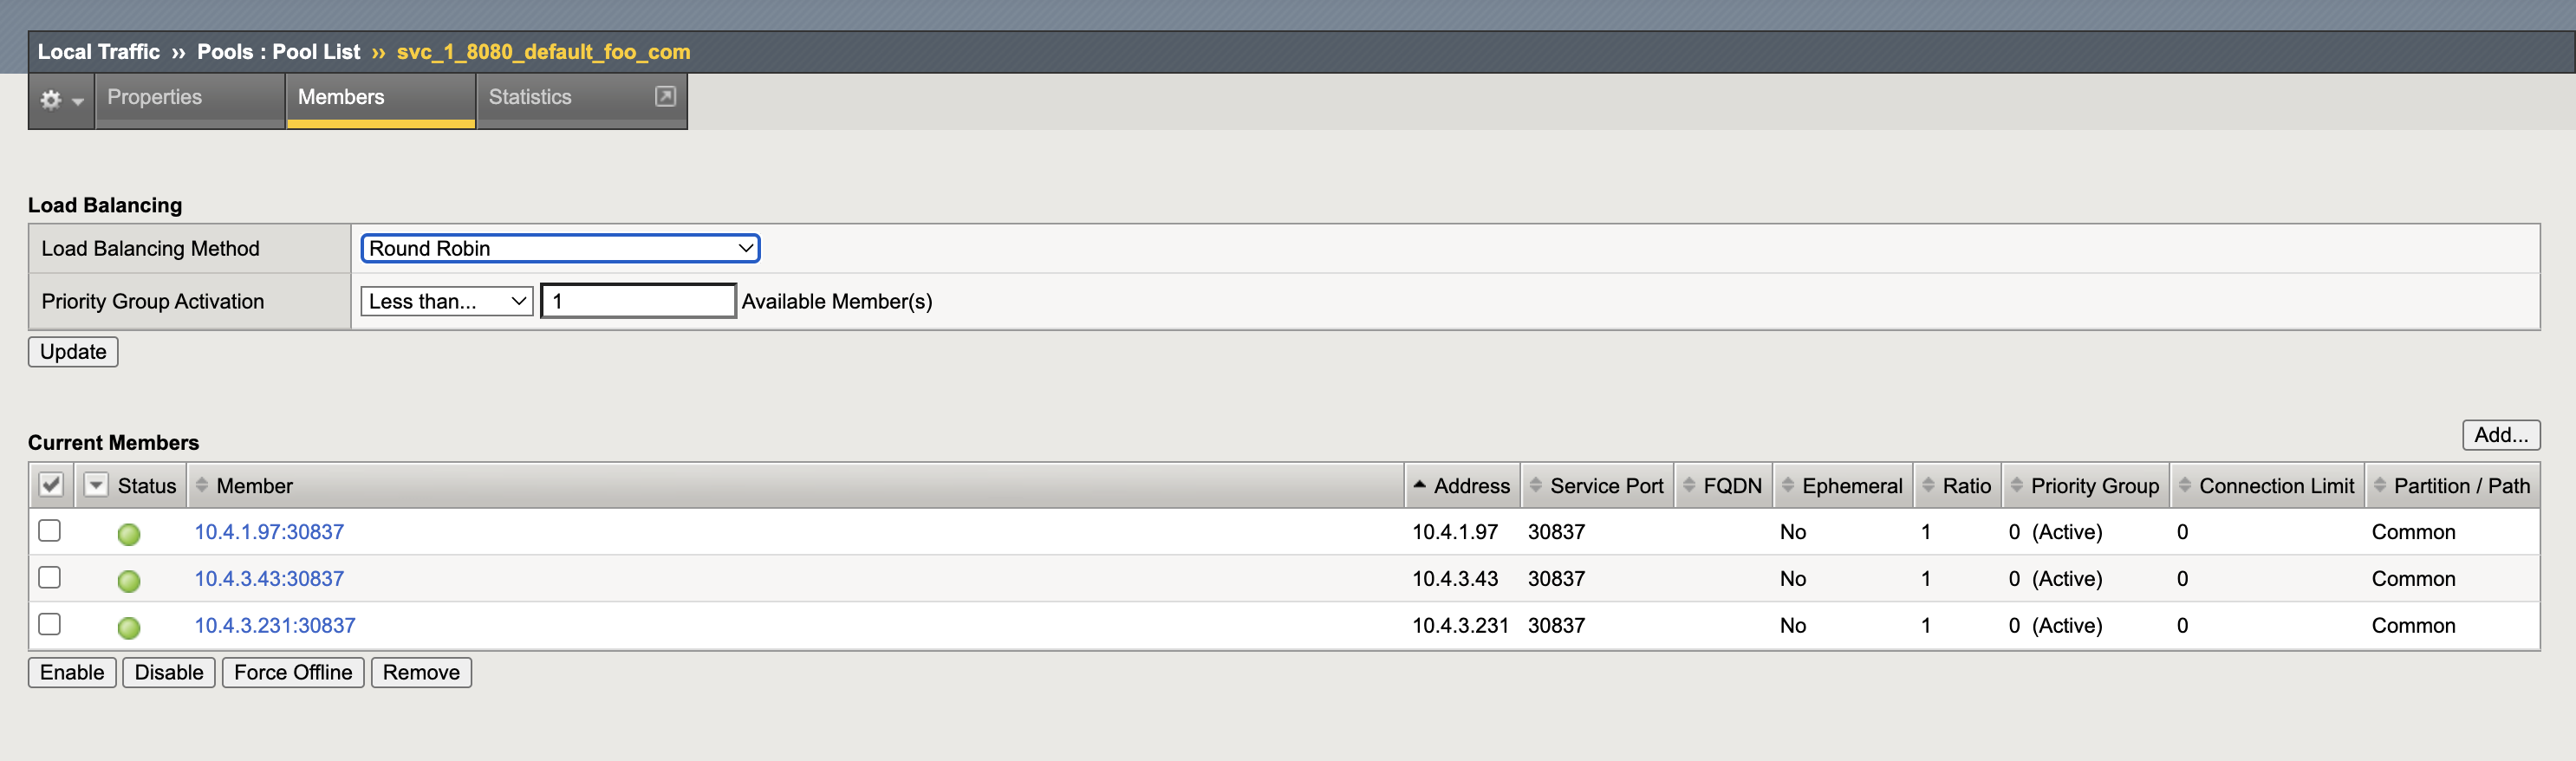 Local Traffic ›› Pools : Pool List ›› svc_1_8080_default_foo_com
Properties Members Statistics
Load Balancing
Load Balancing Method Round Robin
Priority Group Activation Less than... 1 Available Member(s)
Update
Current Members Add...
Status Member Address Service Port FQDN Ephemeral Ratio Priority Group Connection Limit Partition / Path
10.4.1.97:30837 10.4.1.97 30837 No 1 0 (Active) 0 Common
10.4.3.43:30837 10.4.3.43 30837 No 1 0 (Active) 0 Common
10.4.3.231:30837 10.4.3.231 30837 No 1 0 (Active) 0 Common
Enable Disable Force Offline Remove